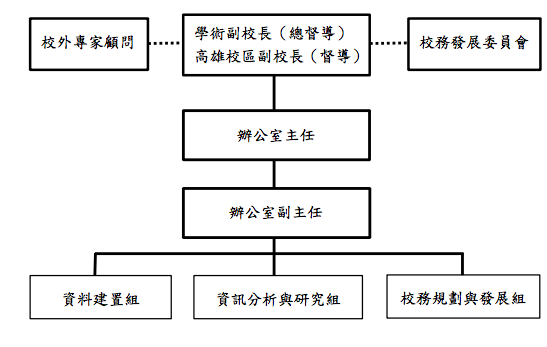 校外專家顧問
學術副校長（總督導）
高雄校區副校長（督導）
校務發展委員會
辦公室主任
辦公室副主任
資料建置組
資訊分析與研究組
校務規劃與發展組